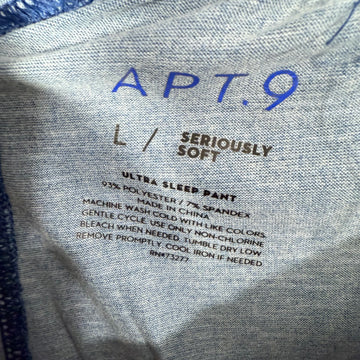 APT.9
L / SERIOUSLY
SOFT
ULTRA SLEEP PANT
93% POLYESTER / 7% SPANDEX
MADE IN CHINA
MACHINE WASH COLD WITH LIKE COLORS
GENTLE CYCLE. USE ONLY NON-CHLORINE
BLEACH WHEN NEEDED. TUMBLE DRY LOW
REMOVE PROMPTLY. COOL IRON IF NEEDED
RN#73277